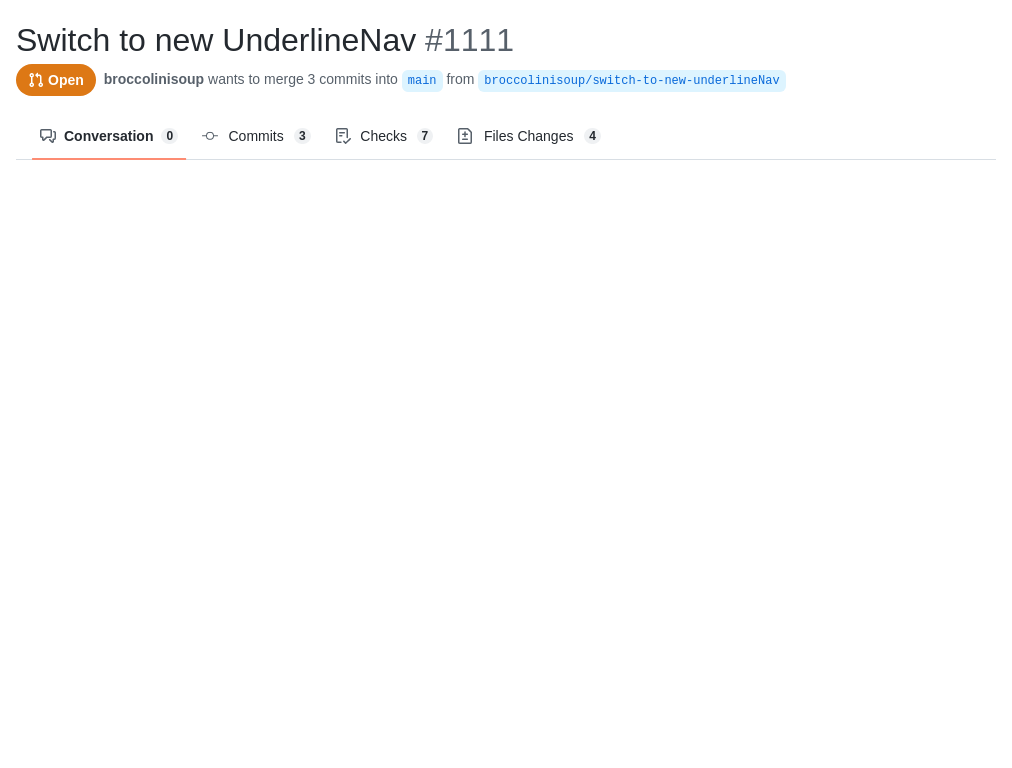 Switch to new UnderlineNav #1111
Open broccolinisoup wants to merge 3 commits into main from broccolinisoup/switch-to-new-underlineNav
Conversation 0 Commits 3 Checks 7 Files Changes 4